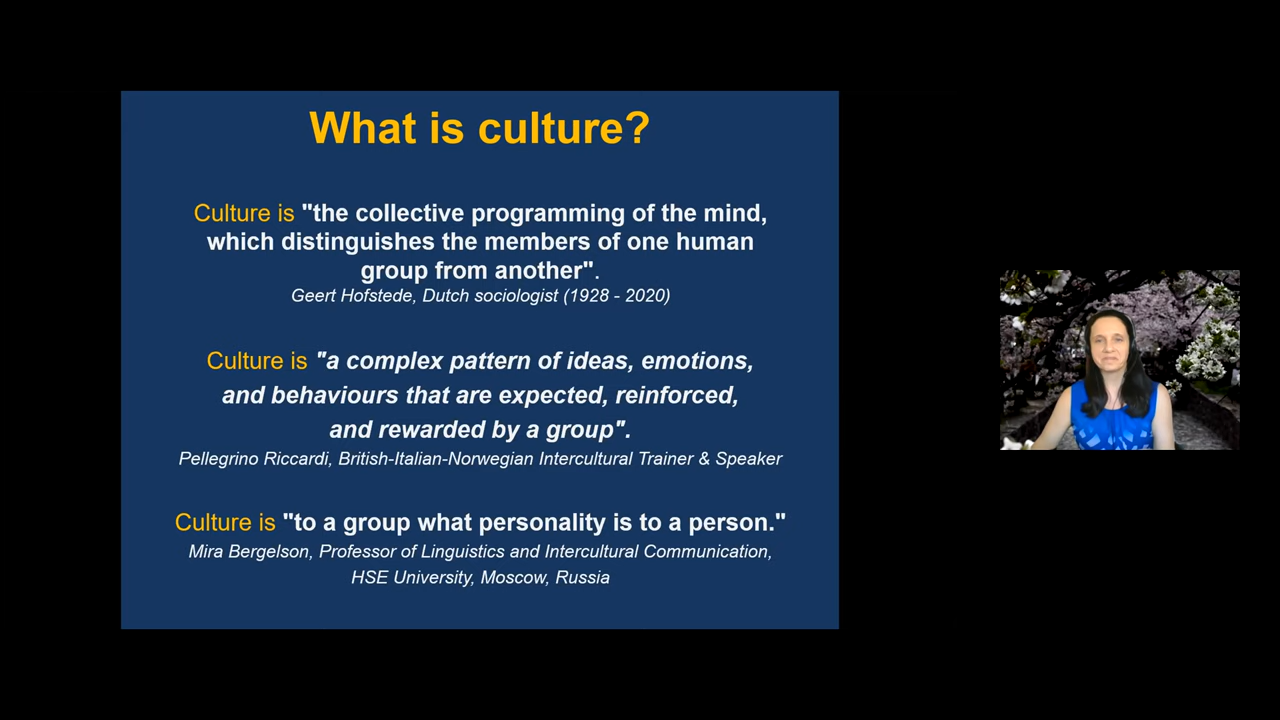 What is culture?
Culture is "the collective programming of the mind,
which distinguishes the members of one human
group from another".
Geert Hofstede, Dutch sociologist (1928 - 2020)
Culture is "a complex pattern of ideas, emotions,
and behaviours that are expected, reinforced,
and rewarded by a group".
Pellegrino Riccardi, British-Italian-Norwegian Intercultural Trainer & Speaker
Culture is "to a group what personality is to a person."
Mira Bergelson, Professor of Linguistics and Intercultural Communication,
HSE University, Moscow, Russia